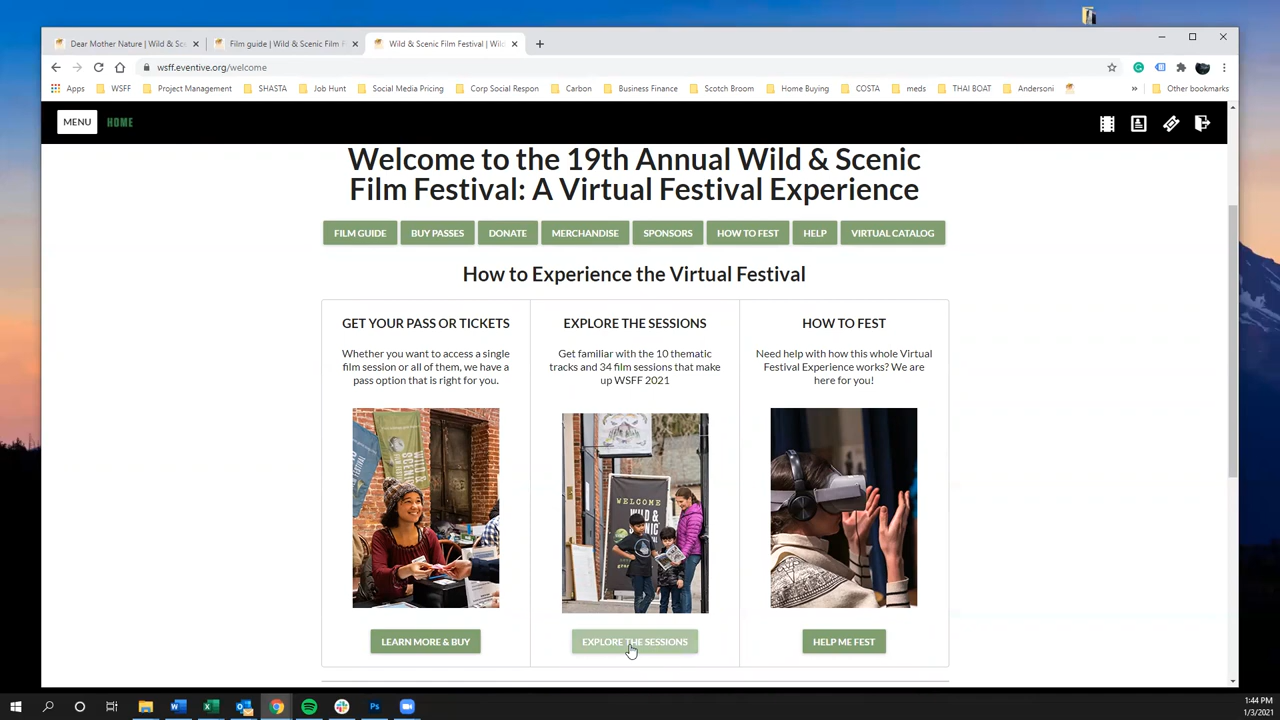 Dear Mother Nature | Wild & Sc
Film guide | Wild & Scenic Film F
Wild & Scenic Film Festival | Wil
wsff.eventive.org/welcome
Apps WSFF Project Management SHASTA Job Hunt Social Media Pricing Corp Social Respon Carbon Business Finance Scotch Broom Home Buying COSTA meds THAI BOAT Andersoni » Other bookmarks
MENU HOME
Welcome to the 19th Annual Wild & Scenic
Film Festival: A Virtual Festival Experience
FILM GUIDE BUY PASSES DONATE MERCHANDISE SPONSORS HOW TO FEST HELP VIRTUAL CATALOG
How to Experience the Virtual Festival
GET YOUR PASS OR TICKETS
Whether you want to access a single
film session or all of them, we have a
pass option that is right for you.
WILD &
SCENIC
LEARN MORE & BUY
EXPLORE THE SESSIONS
Get familiar with the 10 thematic
tracks and 34 film sessions that make
up WSFF 2021
WELCOME
WILD &
SCENIC
EXPLORE THE SESSIONS
HOW TO FEST
Need help with how this whole Virtual
Festival Experience works? We are
here for you!
HELP ME FEST
1:44 PM
1/3/2021